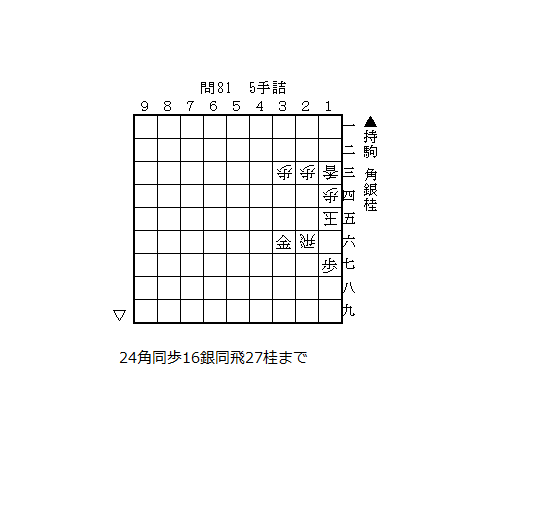 問81 5手詰
9 8 7 6 5 4 3 2 1
一
二
歩 歩 香 三
歩 四
玉 五
金 飛 六
歩 七
八
九
▲持駒 角銀桂
▽
24角同歩16銀同飛27桂まで